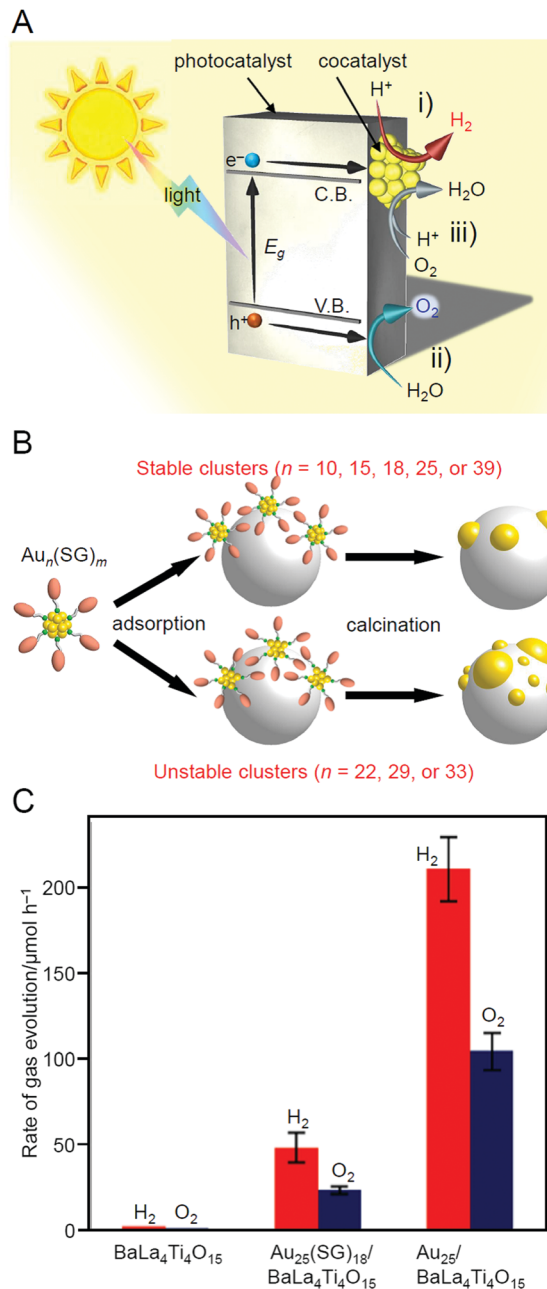 A
photocatalyst
cocatalyst
H⁺
i)
H₂
e⁻
light
C.B.
H₂O
E_g
H⁺
iii)
O₂
V.B.
O₂
h⁺
ii)
H₂O
B
Stable clusters (n = 10, 15, 18, 25, or 39)
Auₙ(SG)ₘ
adsorption
calcination
Unstable clusters (n = 22, 29, or 33)
C
Rate of gas evolution/μmol h⁻¹
200
150
100
50
0
H₂
O₂
H₂
O₂
H₂
O₂
BaLa₄Ti₄O₁₅
Au₂₅(SG)₁₈/
BaLa₄Ti₄O₁₅
Au₂₅/
BaLa₄Ti₄O₁₅